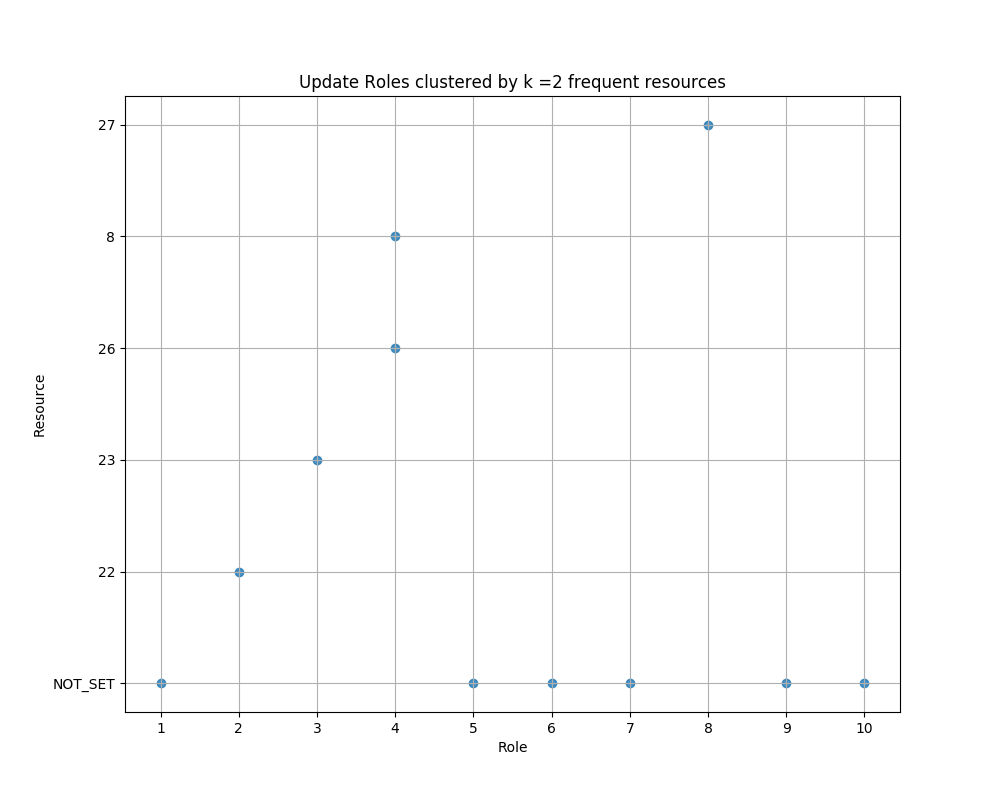 Update Roles clustered by k =2 frequent resources
27
8
26
23
22
NOT_SET
Resource
1 2 3 4 5 6 7 8 9 10
Role